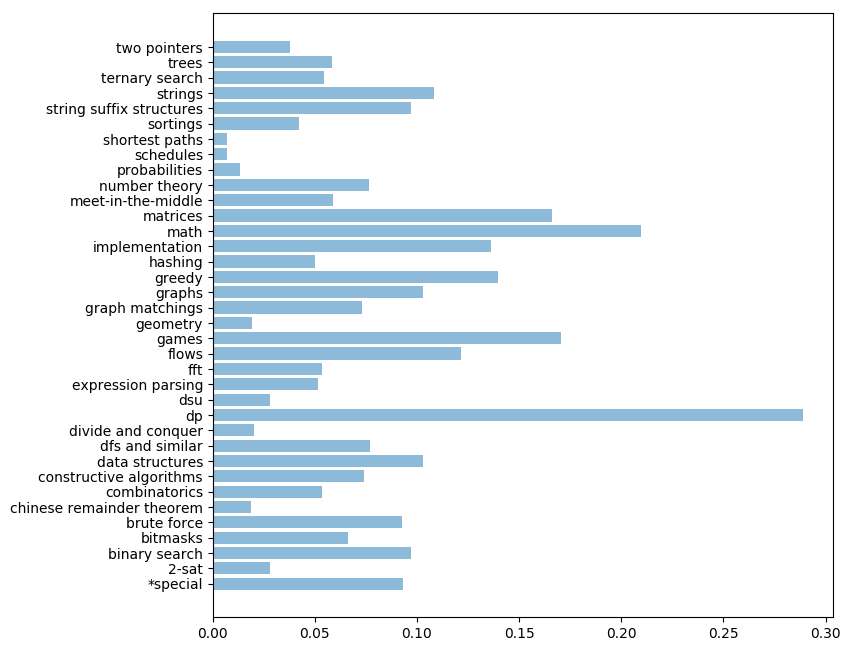 two pointers
trees
ternary search
strings
string suffix structures
sortings
shortest paths
schedules
probabilities
number theory
meet-in-the-middle
matrices
math
implementation
hashing
greedy
graphs
graph matchings
geometry
games
flows
fft
expression parsing
dsu
dp
divide and conquer
dfs and similar
data structures
constructive algorithms
combinatorics
chinese remainder theorem
brute force
bitmasks
binary search
2-sat
*special
0.00 0.05 0.10 0.15 0.20 0.25 0.30